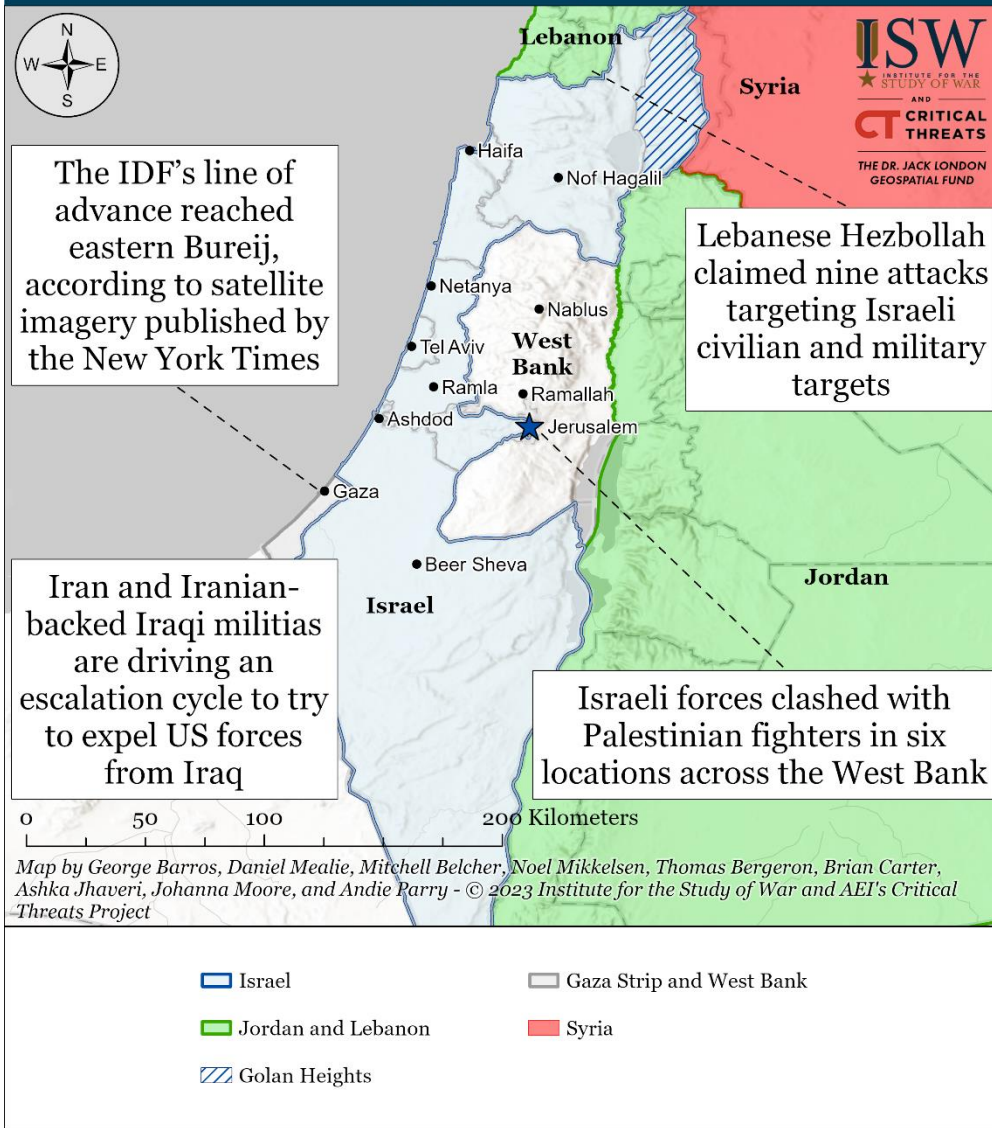 N
W E
S
Lebanon
Syria
ISW
INSTITUTE FOR THE
STUDY OF WAR
AND
CT CRITICAL
THREATS
THE DR. JACK LONDON
GEOSPATIAL FUND
Haifa
Nof Hagalil
The IDF’s line of
advance reached
eastern Bureij,
according to satellite
imagery published by
the New York Times
Lebanese Hezbollah
claimed nine attacks
targeting Israeli
civilian and military
targets
Netanya
Nablus
Tel Aviv
West
Bank
Ramla
Ramallah
Ashdod
Jerusalem
Gaza
Beer Sheva
Israel
Jordan
Iran and Iranian-
backed Iraqi militias
are driving an
escalation cycle to try
to expel US forces
from Iraq
Israeli forces clashed with
Palestinian fighters in six
locations across the West Bank
0 50 100 200 Kilometers
Map by George Barros, Daniel Mealie, Mitchell Belcher, Noel Mikkelsen, Thomas Bergeron, Brian Carter,
Ashka Jhaveri, Johanna Moore, and Andie Parry - © 2023 Institute for the Study of War and AEI's Critical
Threats Project
Israel
Gaza Strip and West Bank
Jordan and Lebanon
Syria
Golan Heights